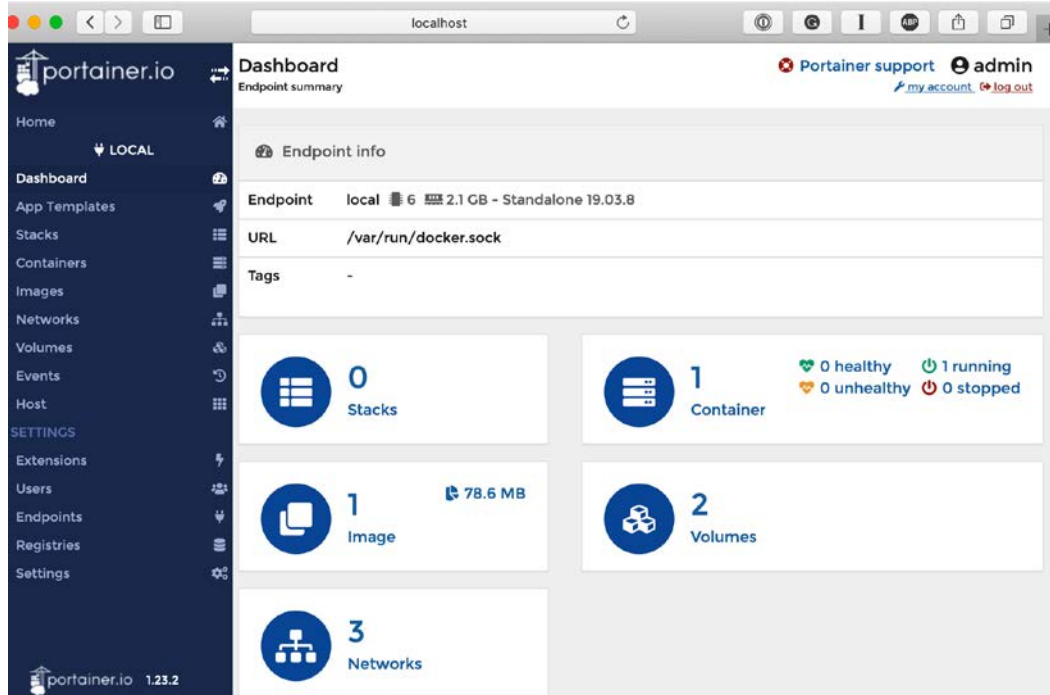 localhost
ABP
portainer.io
Dashboard
Endpoint summary
Portainer support admin
my account log out
Home
LOCAL
Dashboard
App Templates
Stacks
Containers
Images
Networks
Volumes
Events
Host
SETTINGS
Extensions
Users
Endpoints
Registries
Settings
portainer.io 1.23.2
Endpoint info
Endpoint local 6 2.1 GB - Standalone 19.03.8
URL /var/run/docker.sock
Tags -
0
Stacks
1
Container
0 healthy 1 running
0 unhealthy 0 stopped
1
Image
78.6 MB
2
Volumes
3
Networks